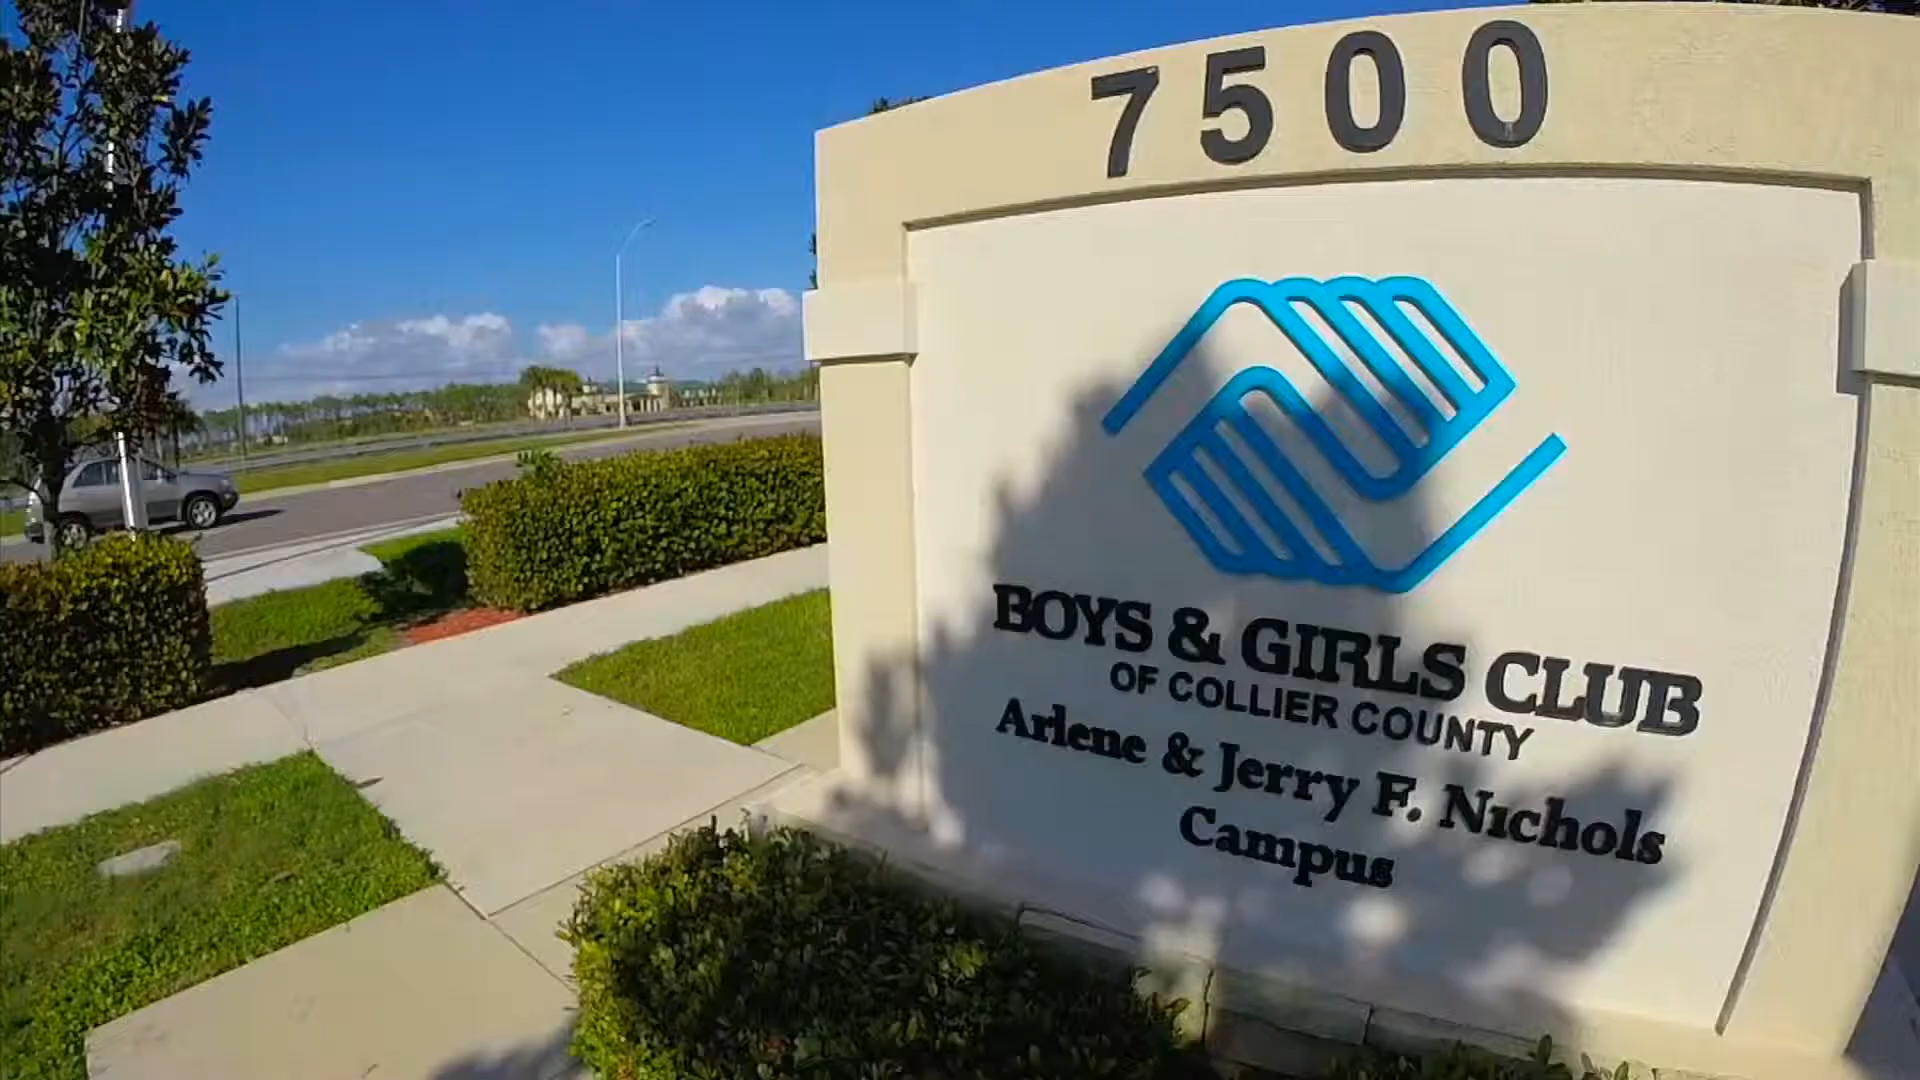 7500
BOYS & GIRLS CLUB
OF COLLIER COUNTY
Arlene & Jerry F. Nichols
Campus